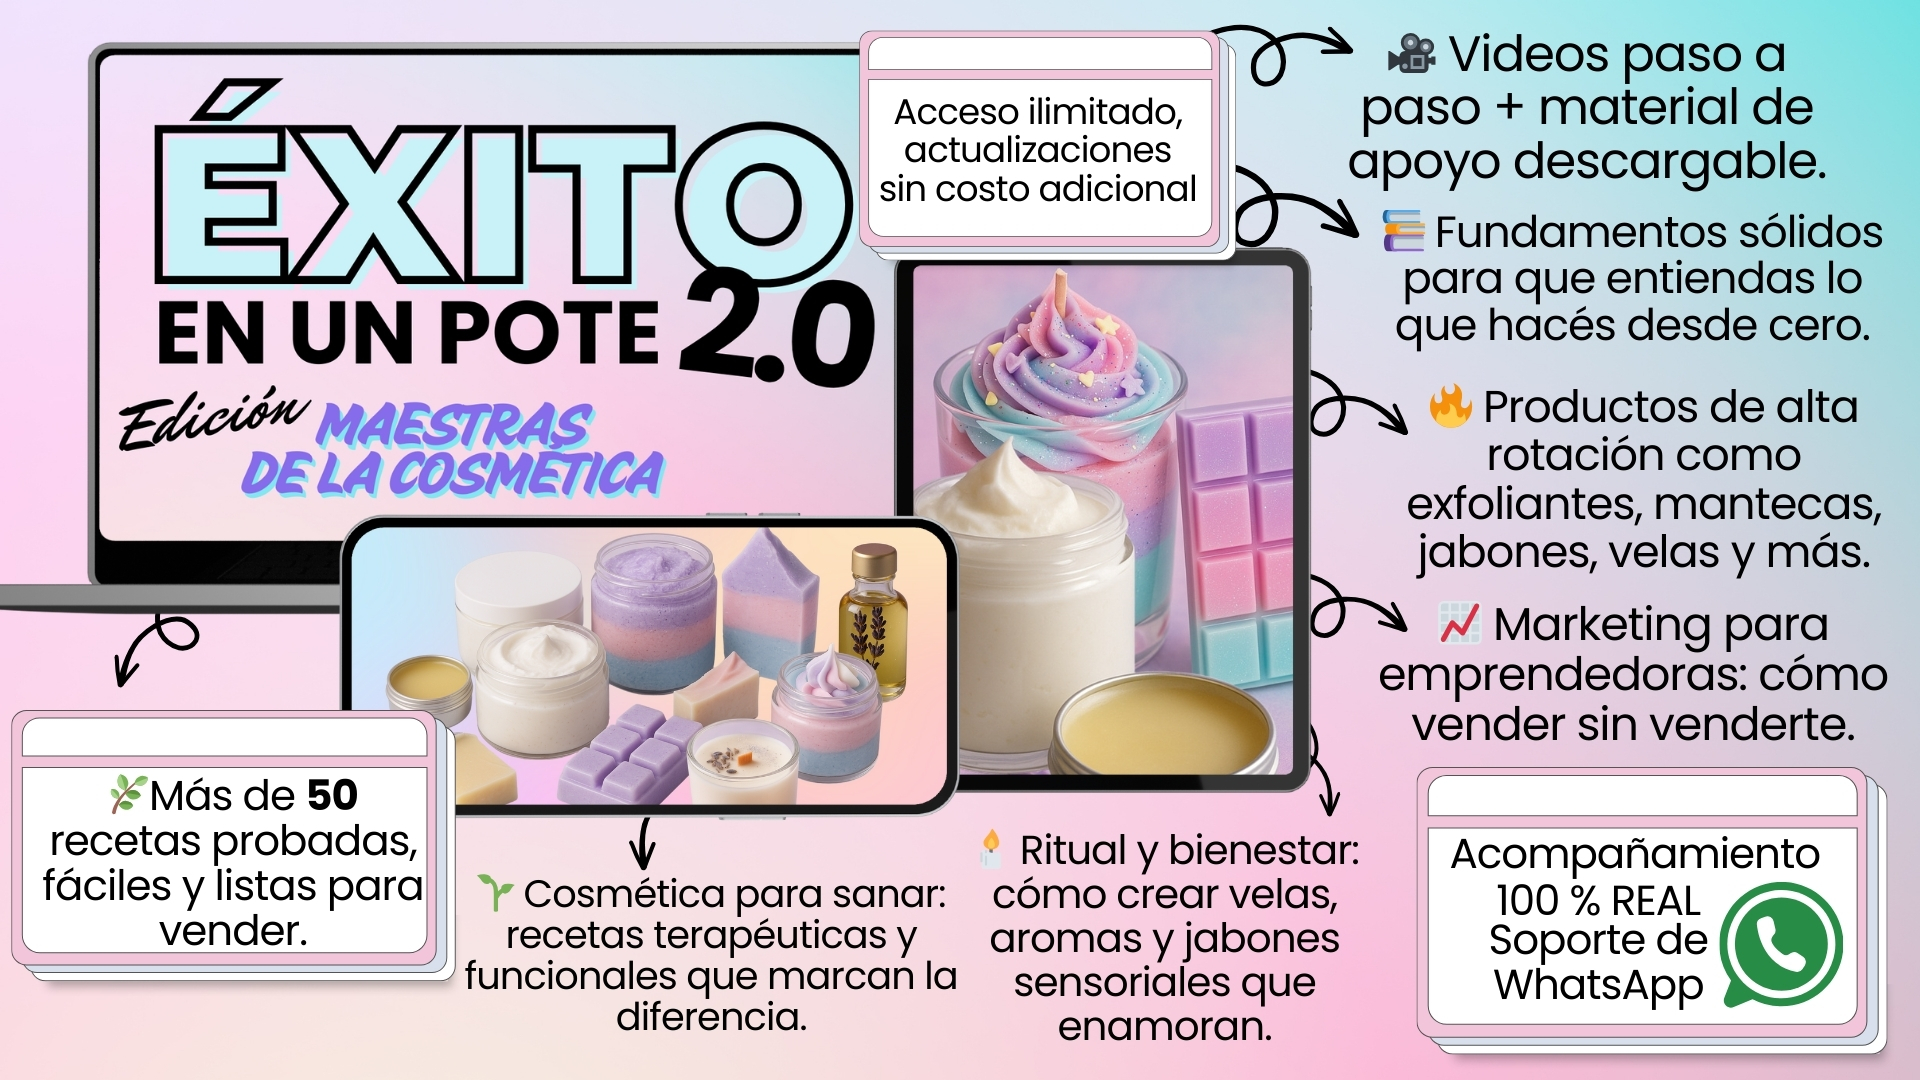 ÉXITO
EN UN POTE 2.0
Edición MAESTRAS
DE LA COSMÉTICA
Acceso ilimitado,
actualizaciones
sin costo adicional
🎥 Videos paso a
paso + material de
apoyo descargable.
📚 Fundamentos sólidos
para que entiendas lo
que hacés desde cero.
🔥 Productos de alta
rotación como
exfoliantes, mantecas,
jabones, velas y más.
📈 Marketing para
emprendedoras: cómo
vender sin venderte.
🌿Más de 50
recetas probadas,
fáciles y listas para
vender.
🌱 Cosmética para sanar:
recetas terapéuticas y
funcionales que marcan la
diferencia.
🕯️ Ritual y bienestar:
cómo crear velas,
aromas y jabones
sensoriales que
enamoran.
Acompañamiento
100 % REAL
Soporte de
WhatsApp